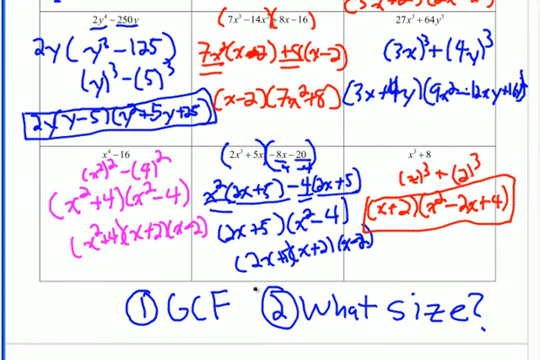 2y⁴ – 250y
2y(y³ – 125)
(y)³ – (5)³
2y(y-5)(y²+5y+25)
(7x³ – 14x²)(+8x – 16)
7x²(x-2) +8(x-2)
(x-2)(7x²+8)
27x³ + 64y³
(3x)³ + (4y)³
(3x+4y)(9x²-12xy+16y²)
x⁴ – 16
(x²)² – (4)²
(x²+4)(x²-4)
(x²+4)(x+2)(x-2)
(2x³ + 5x²)(–8x – 20)
-4 -4
x²(2x+5) -4(2x+5)
(2x+5)(x²-4)
(2x+5)(x+2)(x-2)
x³ + 8
(x)³ + (2)³
(x+2)(x²-2x+4)
① GCF ② What size?